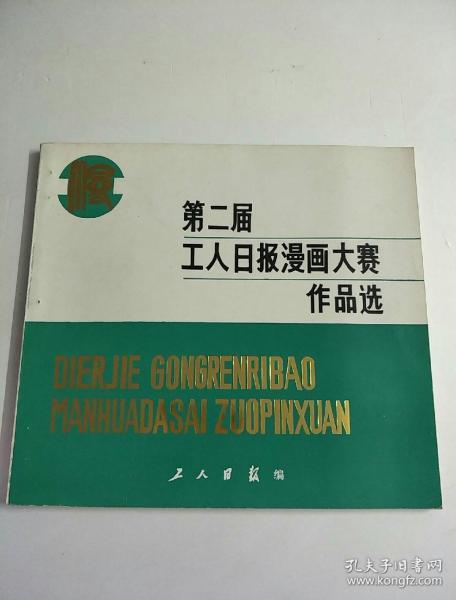 漫
第二届
工人日报漫画大赛
作品选
DIERJIE GONGRENRIBAO
MANHUADASAI ZUOPINXUAN
工人日报 编
孔夫子旧书网
www.kongfz.com